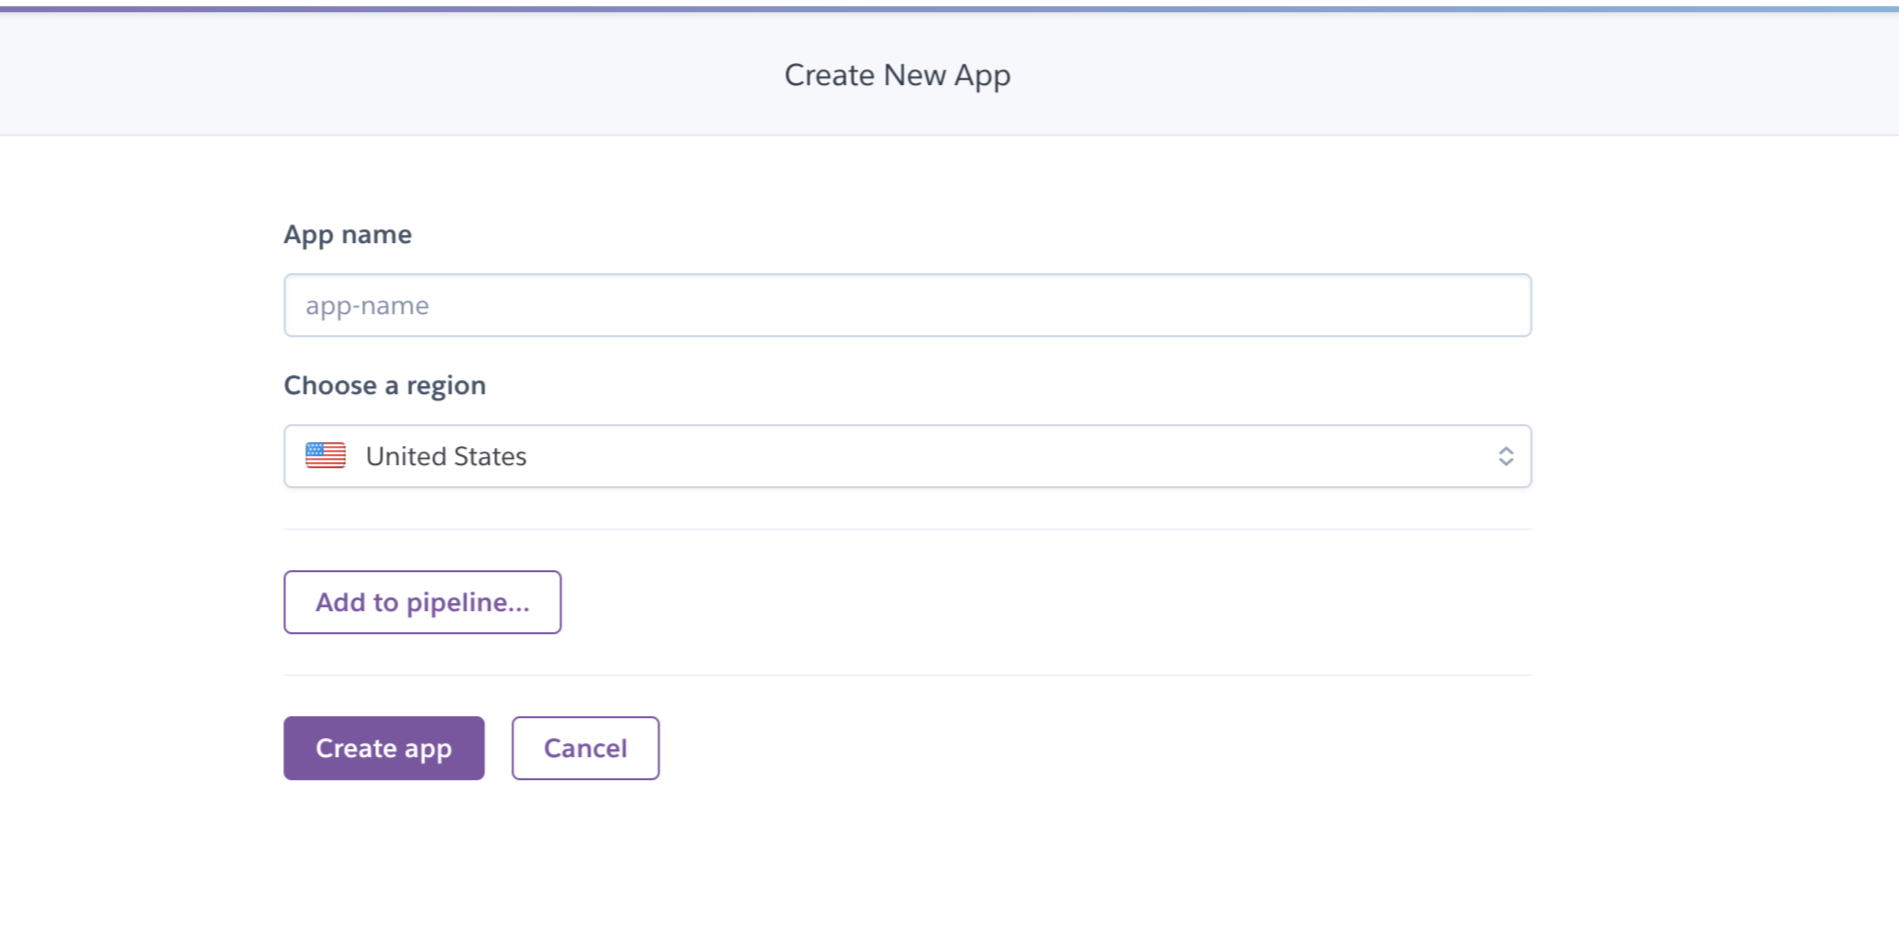 Create New App
App name
app-name
Choose a region
United States
Add to pipeline...
Create app
Cancel